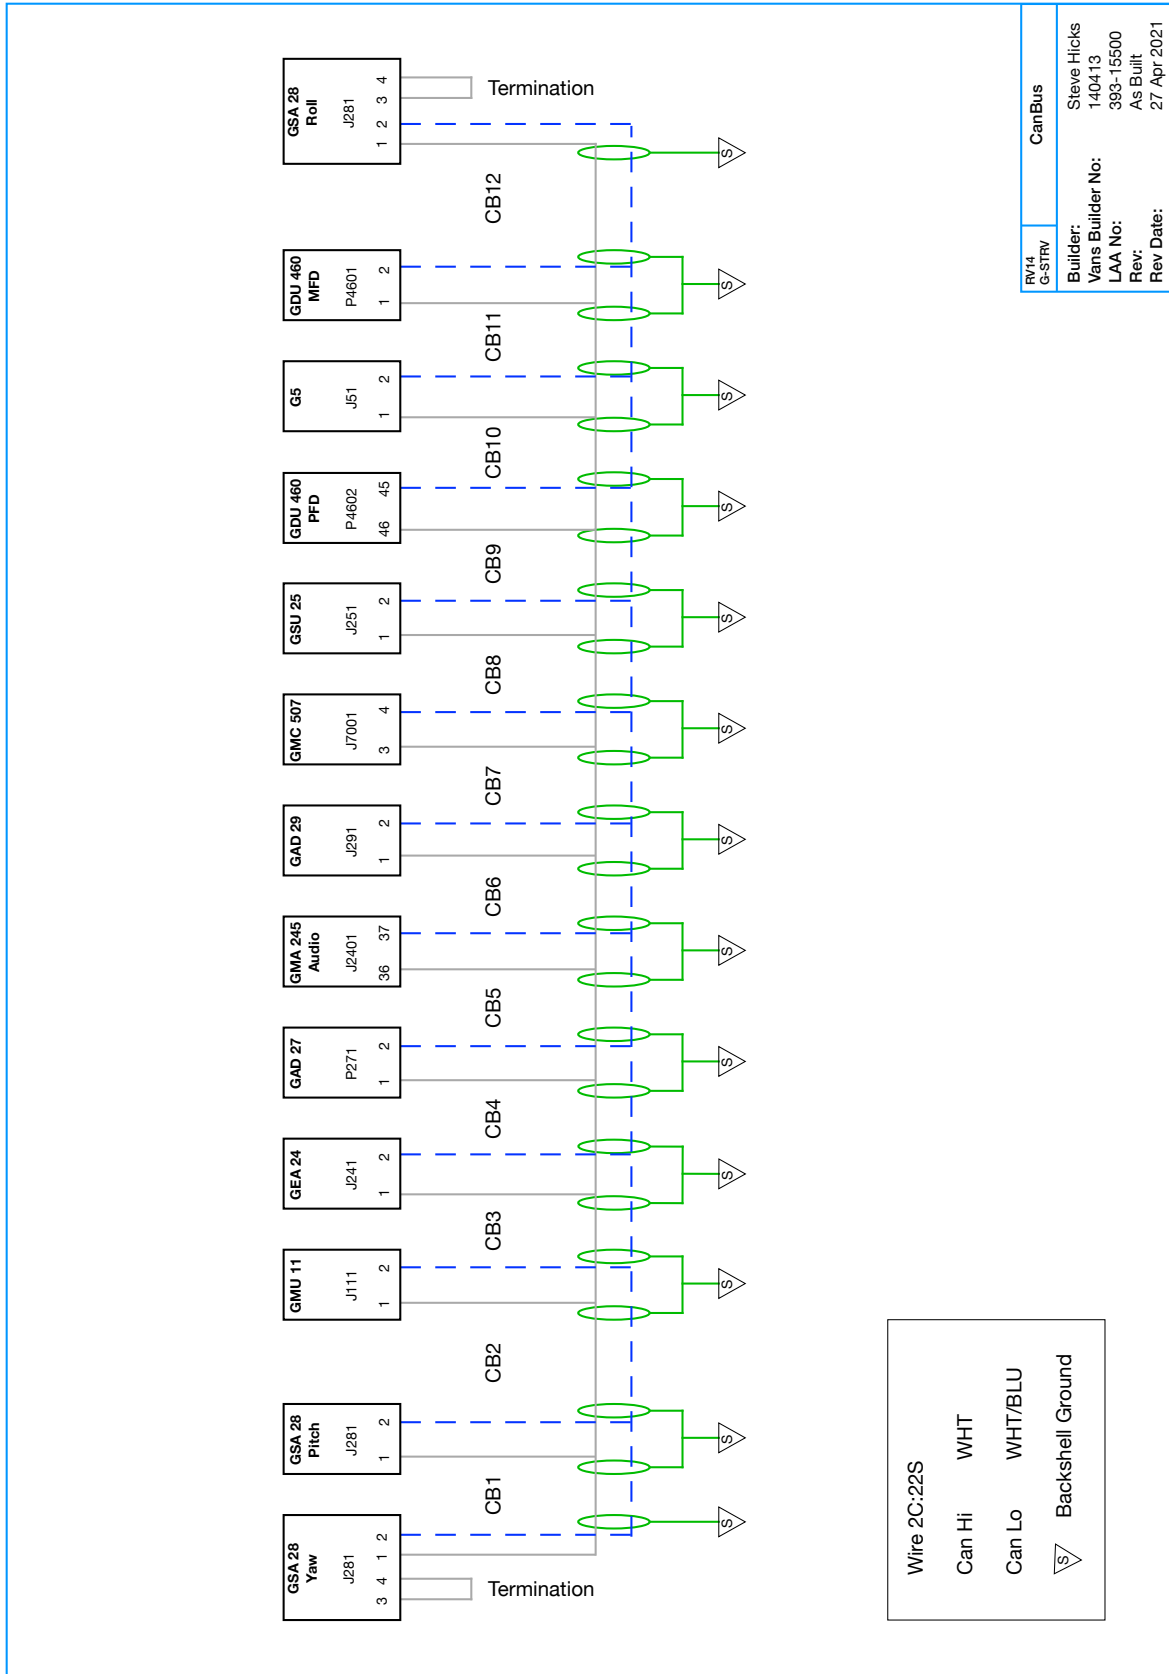 GSA 28
Yaw
J281
3 4 1 2
Termination
CB1
GSA 28
Pitch
J281
1 2
CB2
GMU 11
J111
1 2
CB3
GEA 24
J241
1 2
CB4
GAD 27
P271
1 2
CB5
GMA 245
Audio
J2401
36 37
CB6
GAD 29
J291
1 2
CB7
GMC 507
J7001
3 4
CB8
GSU 25
J251
1 2
CB9
GDU 460
PFD
P4602
46 45
CB10
G5
J51
1 2
CB11
GDU 460
MFD
P4601
1 2
CB12
GSA 28
Roll
J281
1 2 3 4
Termination
S
S
S
S
S
S
S
S
S
S
S
S
S
Wire 2C:22S
Can Hi WHT
Can Lo WHT/BLU
S Backshell Ground
RV14
G-STRV
CanBus
Builder: Steve Hicks
Vans Builder No: 140413
LAA No: 393-15500
Rev: As Built
Rev Date: 27 Apr 2021